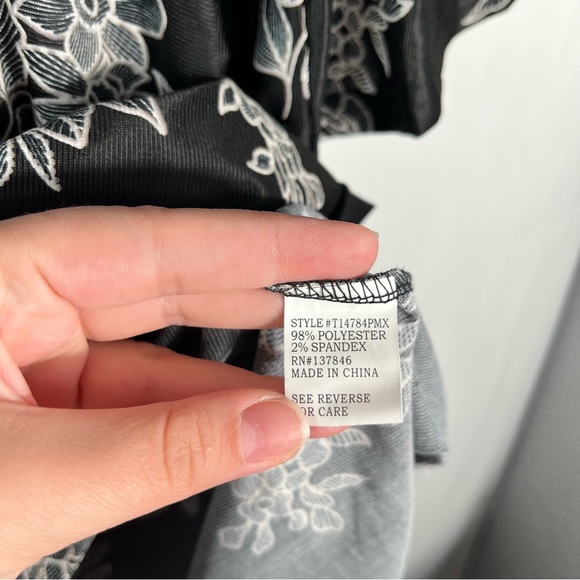 STYLE #T14784PMX
98% POLYESTER
2% SPANDEX
RN#137846
MADE IN CHINA
SEE REVERSE
FOR CARE